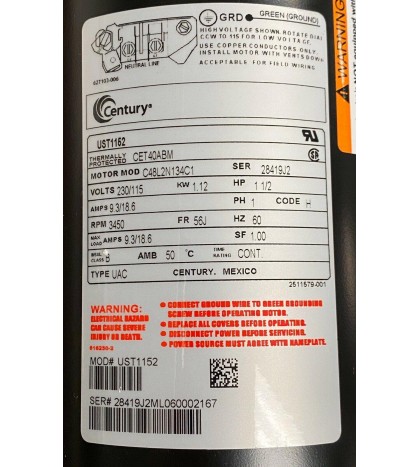 GRD GREEN (GROUND)
HIGH VOLTAGE SHOWN. ROTATE DIAL
CCW TO 115 FOR LOW VOLTAGE.
USE COPPER CONDUCTORS ONLY.
INSTALL MOTOR WITH VENTS DOWN
ACCEPTABLE FOR FIELD WIRING
NEUTRAL LINE
627103-006
WARNING
NOT equipped with
Century®
UST1152
THERMALLY PROTECTED CET40ABM
MOTOR MOD C48L2N134C1 SER 28419J2
VOLTS 230/115 KW 1.12 HP 1 1/2
AMPS 9.3/18.6 PH 1 CODE H
RPM 3450 FR 56J HZ 60
MAX. LOAD AMPS 9.3/18.6 SF 1.00
INSUL CLASS B AMB 50 °C TIME RATING CONT.
TYPE UAC CENTURY, MEXICO
2511579-001
WARNING:
ELECTRICAL HAZARD
CAN CAUSE SEVERE
INJURY OR DEATH.
• CONNECT GROUND WIRE TO GREEN GROUNDING
SCREW BEFORE OPERATING MOTOR.
• REPLACE ALL COVERS BEFORE OPERATING.
• DISCONNECT POWER BEFORE SERVICING.
• POWER SOURCE MUST AGREE WITH NAMEPLATE.
MOD# UST1152
SER# 28419J2ML060002167